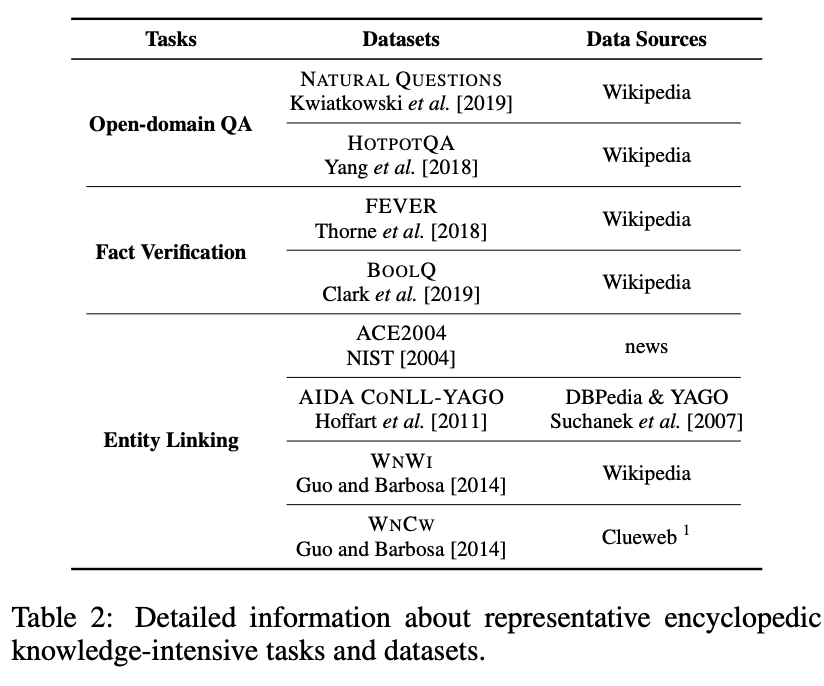 Tasks Datasets Data Sources
Open-domain QA
NATURAL QUESTIONS
Kwiatkowski et al. [2019]
Wikipedia
HOTPOTQA
Yang et al. [2018]
Wikipedia
Fact Verification
FEVER
Thorne et al. [2018]
Wikipedia
BOOLQ
Clark et al. [2019]
Wikipedia
Entity Linking
ACE2004
NIST [2004]
news
AIDA CONLL-YAGO
Hoffart et al. [2011]
DBPedia & YAGO
Suchanek et al. [2007]
WNWI
Guo and Barbosa [2014]
Wikipedia
WNCW
Guo and Barbosa [2014]
Clueweb 1
Table 2: Detailed information about representative encyclopedic
knowledge-intensive tasks and datasets.